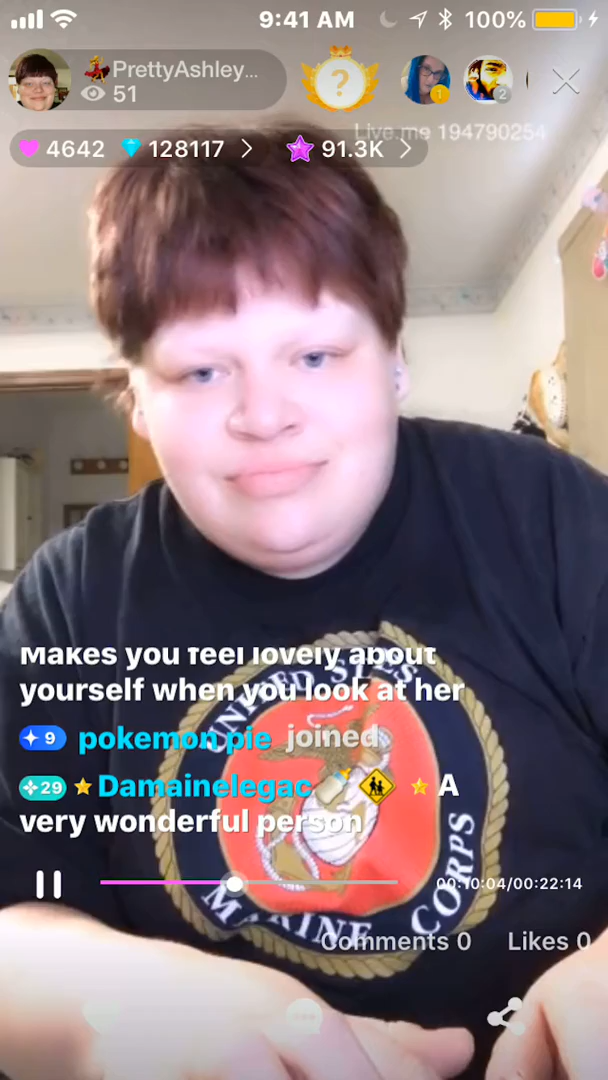 9:41 AM
100%
PrettyAshley...
51
?
1
2
Live.me 194790254
4642
128117
91.3K
UNITED STATES
MARINE CORPS
Makes you feel lovely about
yourself when you look at her
9 pokemon pie joined
29 Damainelegac A
very wonderful person
00:10:04/00:22:14
Comments 0 Likes 0